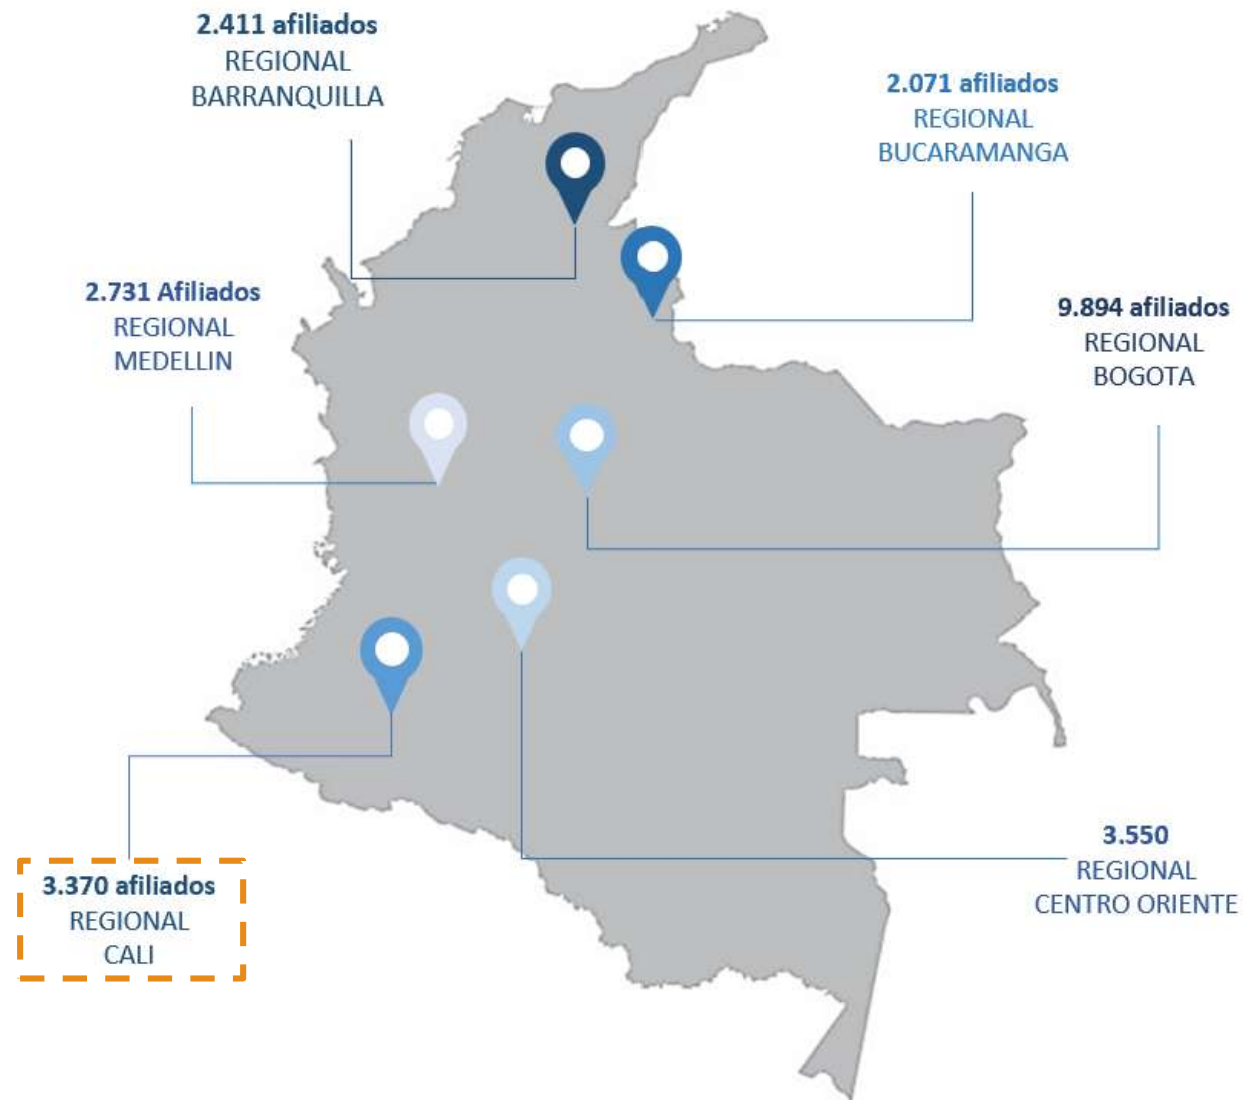 2.411 afiliados
REGIONAL
BARRANQUILLA
2.071 afiliados
REGIONAL
BUCARAMANGA
2.731 Afiliados
REGIONAL
MEDELLIN
9.894 afiliados
REGIONAL
BOGOTA
3.370 afiliados
REGIONAL
CALI
3.550
REGIONAL
CENTRO ORIENTE